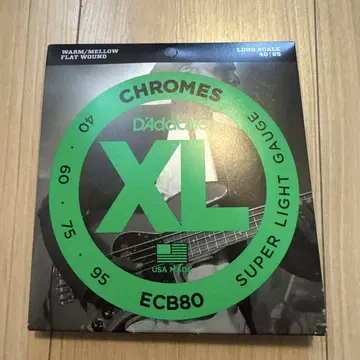 WARM/MELLOW
FLAT WOUND
LONG SCALE
40|95
CHROMES
D'Addario
XL
40 · 60 · 75 · 95
SUPER LIGHT GAUGE
USA MADE
ECB80